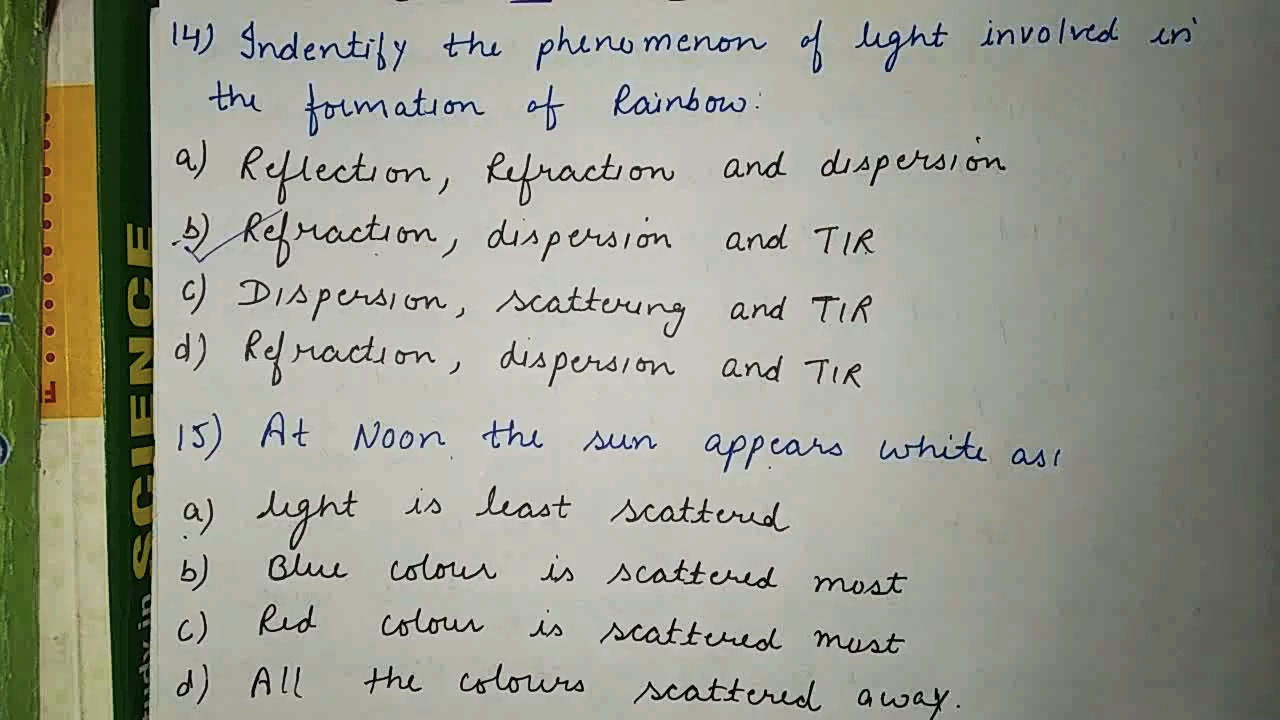 14) Indentify the phenomenon of light involved in
the formation of Rainbow:
a) Reflection, Refraction and dispersion
b) Refraction, dispersion and TIR
c) Dispersion, scattering and TIR
d) Refraction, dispersion and TIR
15) At Noon the sun appears white as:
a) light is least scattered
b) Blue colour is scattered most
c) Red colour is scattered most
d) All the colours scattered away.
SCIENCE
in